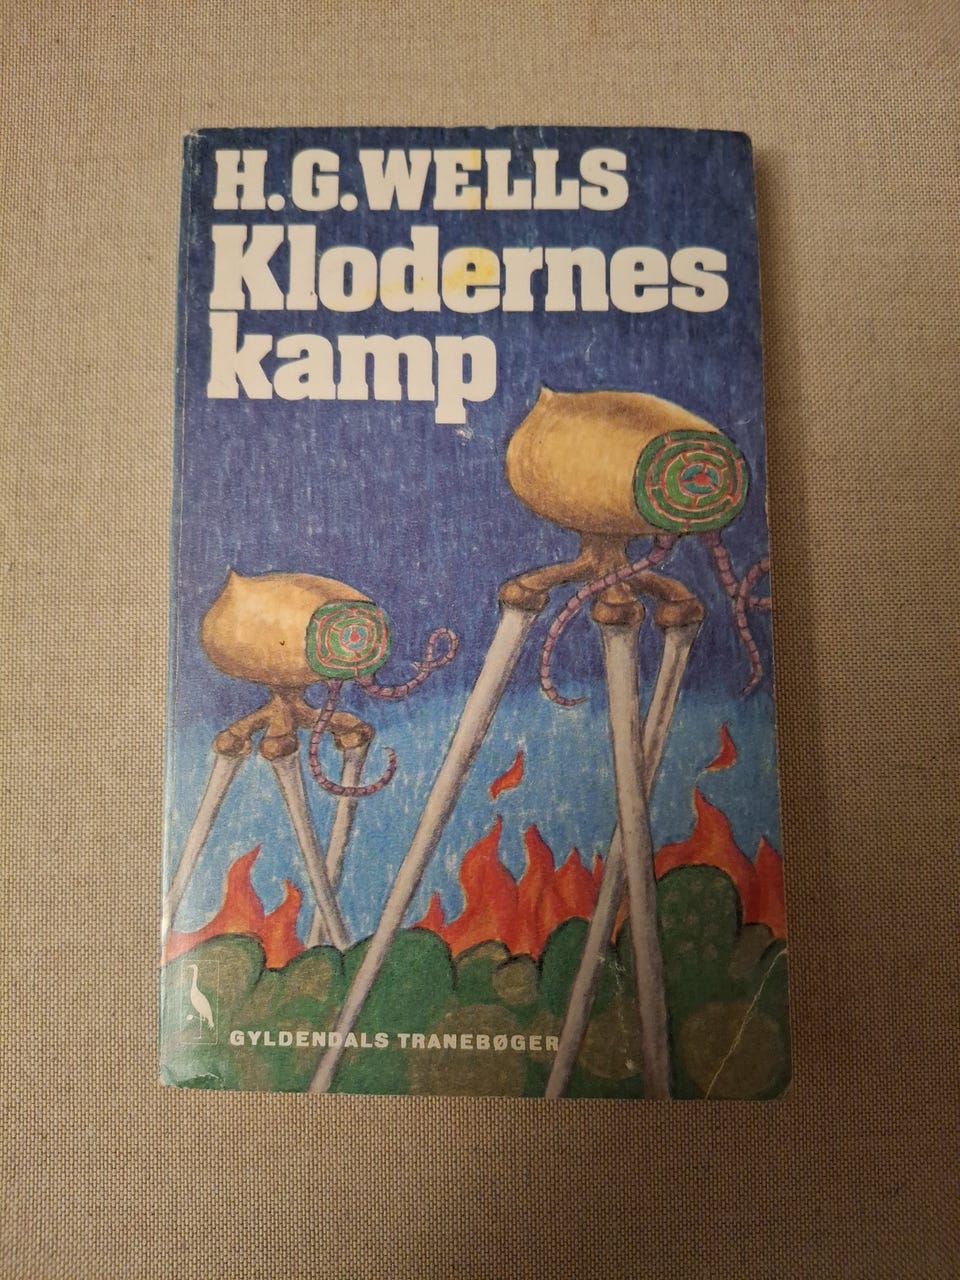 H.G.WELLS
Klodernes
kamp
GYLDENDALS TRANEBØGER